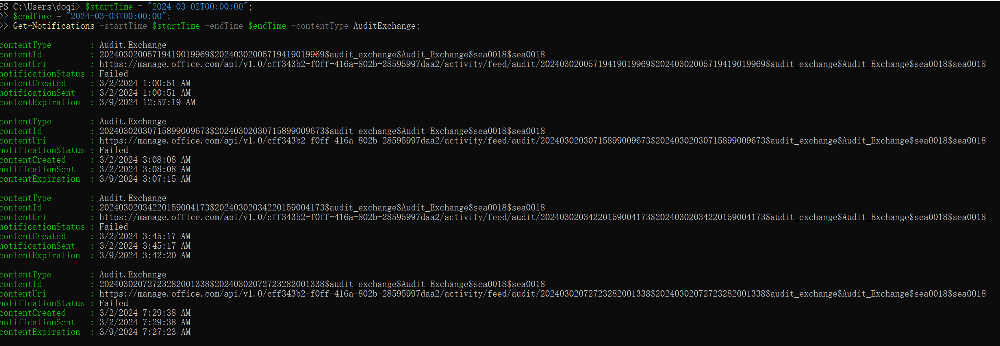 PS C:\Users\doqi> $startTime = "2024-03-02T00:00:00";
>> $endTime = "2024-03-03T00:00:00";
>> Get-Notifications -startTime $startTime -endTime $endTime -contentType AuditExchange;
contentType : Audit.Exchange
contentId : 20240302005719419019969$20240302005719419019969$audit_exchange$Audit_Exchange$sea0018$sea0018
contentUri : https://manage.office.com/api/v1.0/cff343b2-f0ff-416a-802b-28595997daa2/activity/feed/audit/20240302005719419019969$20240302005719419019969$audit_exchange$Audit_Exchange$sea0018$sea0018
notificationStatus : Failed
contentCreated : 3/2/2024 1:00:51 AM
notificationSent : 3/2/2024 1:00:51 AM
contentExpiration : 3/9/2024 12:57:19 AM
contentType : Audit.Exchange
contentId : 20240302030715899009673$20240302030715899009673$audit_exchange$Audit_Exchange$sea0018$sea0018
contentUri : https://manage.office.com/api/v1.0/cff343b2-f0ff-416a-802b-28595997daa2/activity/feed/audit/20240302030715899009673$20240302030715899009673$audit_exchange$Audit_Exchange$sea0018$sea0018
notificationStatus : Failed
contentCreated : 3/2/2024 3:08:08 AM
notificationSent : 3/2/2024 3:08:08 AM
contentExpiration : 3/9/2024 3:07:15 AM
contentType : Audit.Exchange
contentId : 20240302034220159004173$20240302034220159004173$audit_exchange$Audit_Exchange$sea0018$sea0018
contentUri : https://manage.office.com/api/v1.0/cff343b2-f0ff-416a-802b-28595997daa2/activity/feed/audit/20240302034220159004173$20240302034220159004173$audit_exchange$Audit_Exchange$sea0018$sea0018
notificationStatus : Failed
contentCreated : 3/2/2024 3:45:17 AM
notificationSent : 3/2/2024 3:45:17 AM
contentExpiration : 3/9/2024 3:42:20 AM
contentType : Audit.Exchange
contentId : 20240302072723282001338$20240302072723282001338$audit_exchange$Audit_Exchange$sea0018$sea0018
contentUri : https://manage.office.com/api/v1.0/cff343b2-f0ff-416a-802b-28595997daa2/activity/feed/audit/20240302072723282001338$20240302072723282001338$audit_exchange$Audit_Exchange$sea0018$sea0018
notificationStatus : Failed
contentCreated : 3/2/2024 7:29:38 AM
notificationSent : 3/2/2024 7:29:38 AM
contentExpiration : 3/9/2024 7:27:23 AM